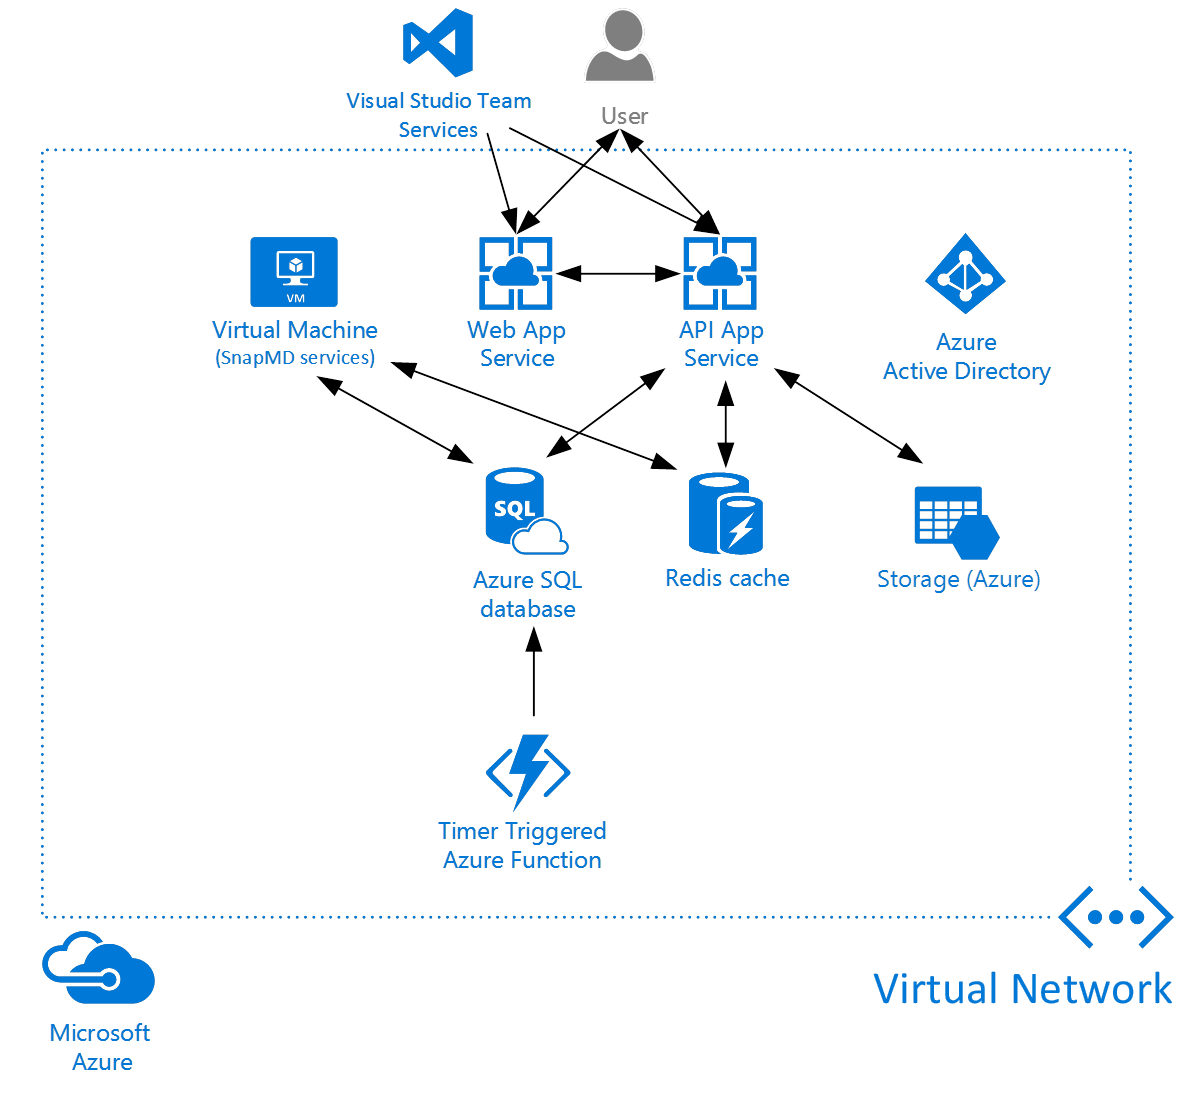 Visual Studio Team
Services
User
VM
Virtual Machine
(SnapMD services)
Web App
Service
API App
Service
Azure
Active Directory
SQL
Azure SQL
database
Redis cache
Storage (Azure)
Timer Triggered
Azure Function
Microsoft
Azure
Virtual Network